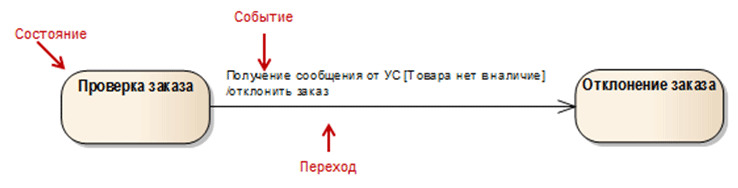 Событие
Состояние
Получение сообщения от УС [Товара нет вналичие]
/отклонить заказ
Проверка заказа
Отклонение заказа
Переход